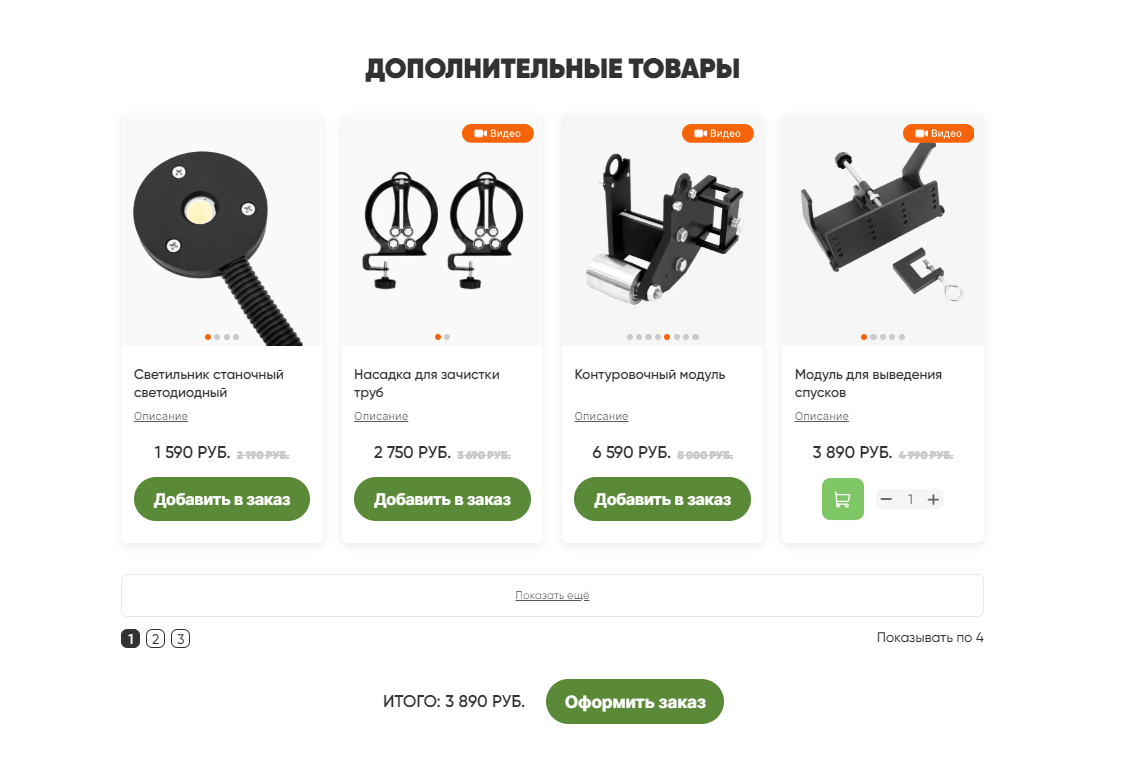 ДОПОЛНИТЕЛЬНЫЕ ТОВАРЫ
Видео
Видео
Видео
Светильник станочный
светодиодный
Описание
1 590 РУБ. 2 190 РУБ.
Добавить в заказ
Насадка для зачистки
труб
Описание
2 750 РУБ. 3 690 РУБ.
Добавить в заказ
Контуровочный модуль
Описание
6 590 РУБ. 8 000 РУБ.
Добавить в заказ
Модуль для выведения
спусков
Описание
3 890 РУБ. 4 990 РУБ.
− 1 +
Показать ещё
1 2 3
Показывать по 4
ИТОГО: 3 890 РУБ.
Оформить заказ